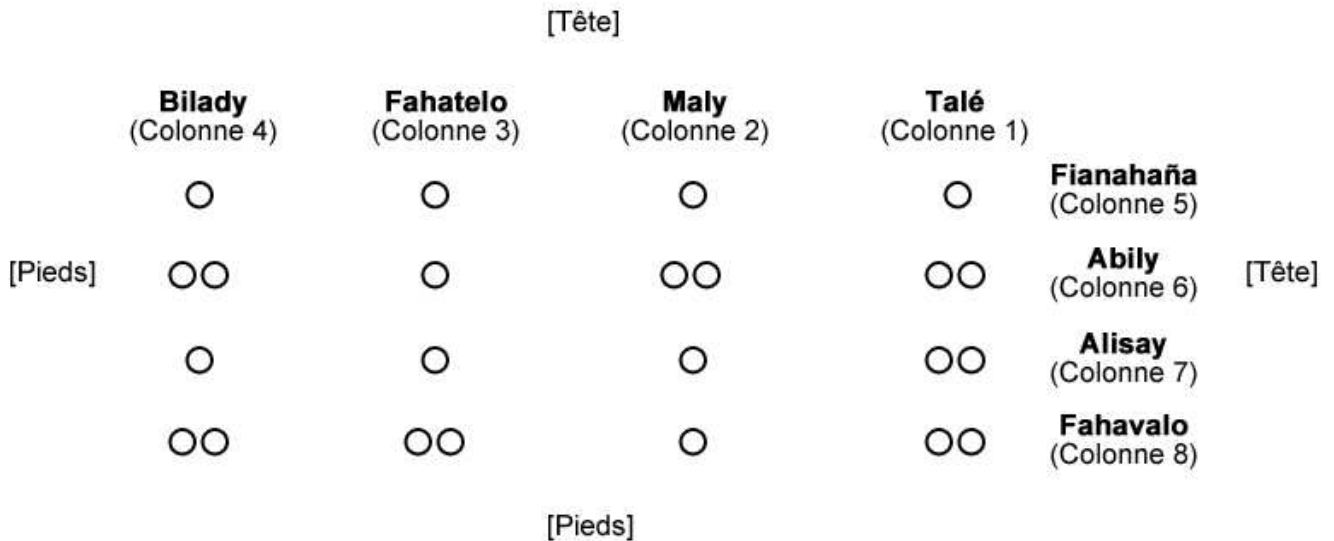 [Tête]
Bilady Fahatelo Maly Talé
(Colonne 4) (Colonne 3) (Colonne 2) (Colonne 1)
Fianahaña
(Colonne 5)
[Pieds] Abily [Tête]
(Colonne 6)
Alisay
(Colonne 7)
Fahavalo
(Colonne 8)
[Pieds]